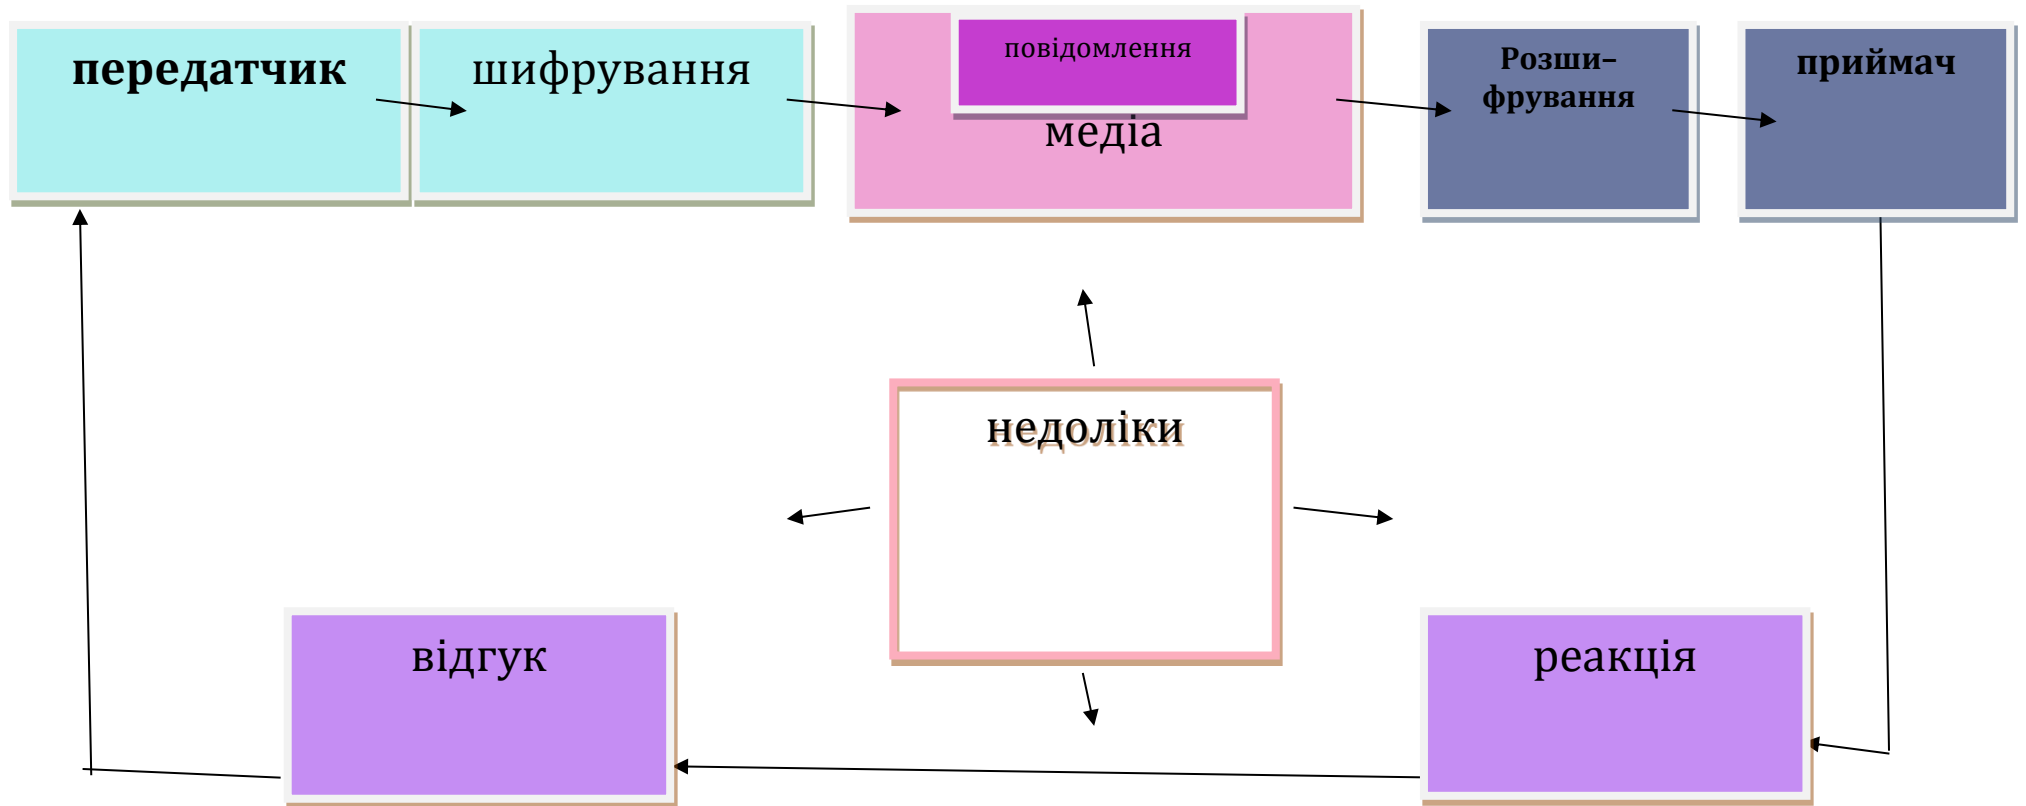 передатчик
шифрування
повідомлення
медіа
Розши–
фрування
приймач
недоліки
відгук
реакція